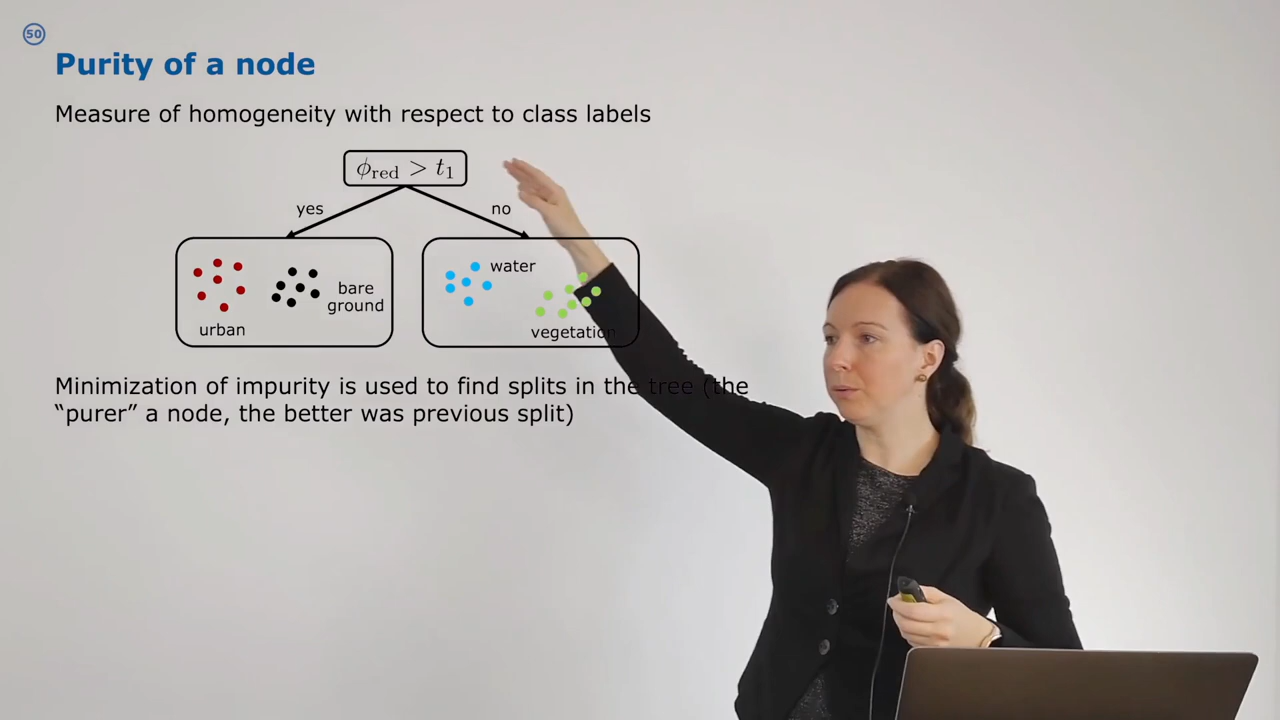 50
Purity of a node
Measure of homogeneity with respect to class labels
ϕred > t1
yes
no
water
bare
ground
urban
vegetation
Minimization of impurity is used to find splits in the tree (the
“purer” a node, the better was previous split)